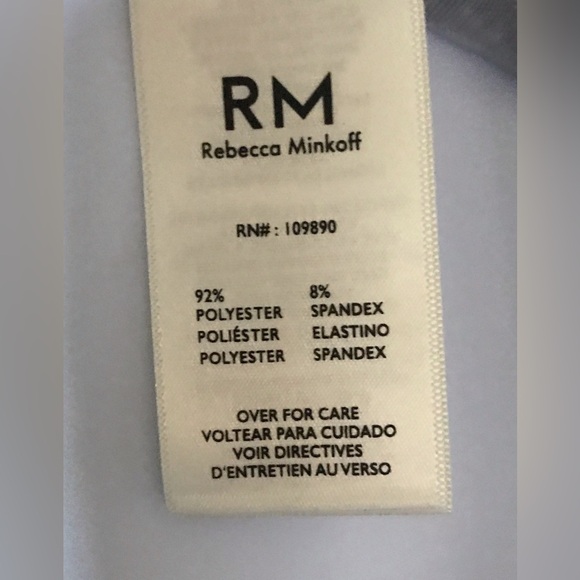 RM
Rebecca Minkoff
RN#: 109890
92% 8%
POLYESTER SPANDEX
POLIÉSTER ELASTINO
POLYESTER SPANDEX
OVER FOR CARE
VOLTEAR PARA CUIDADO
VOIR DIRECTIVES
D'ENTRETIEN AU VERSO